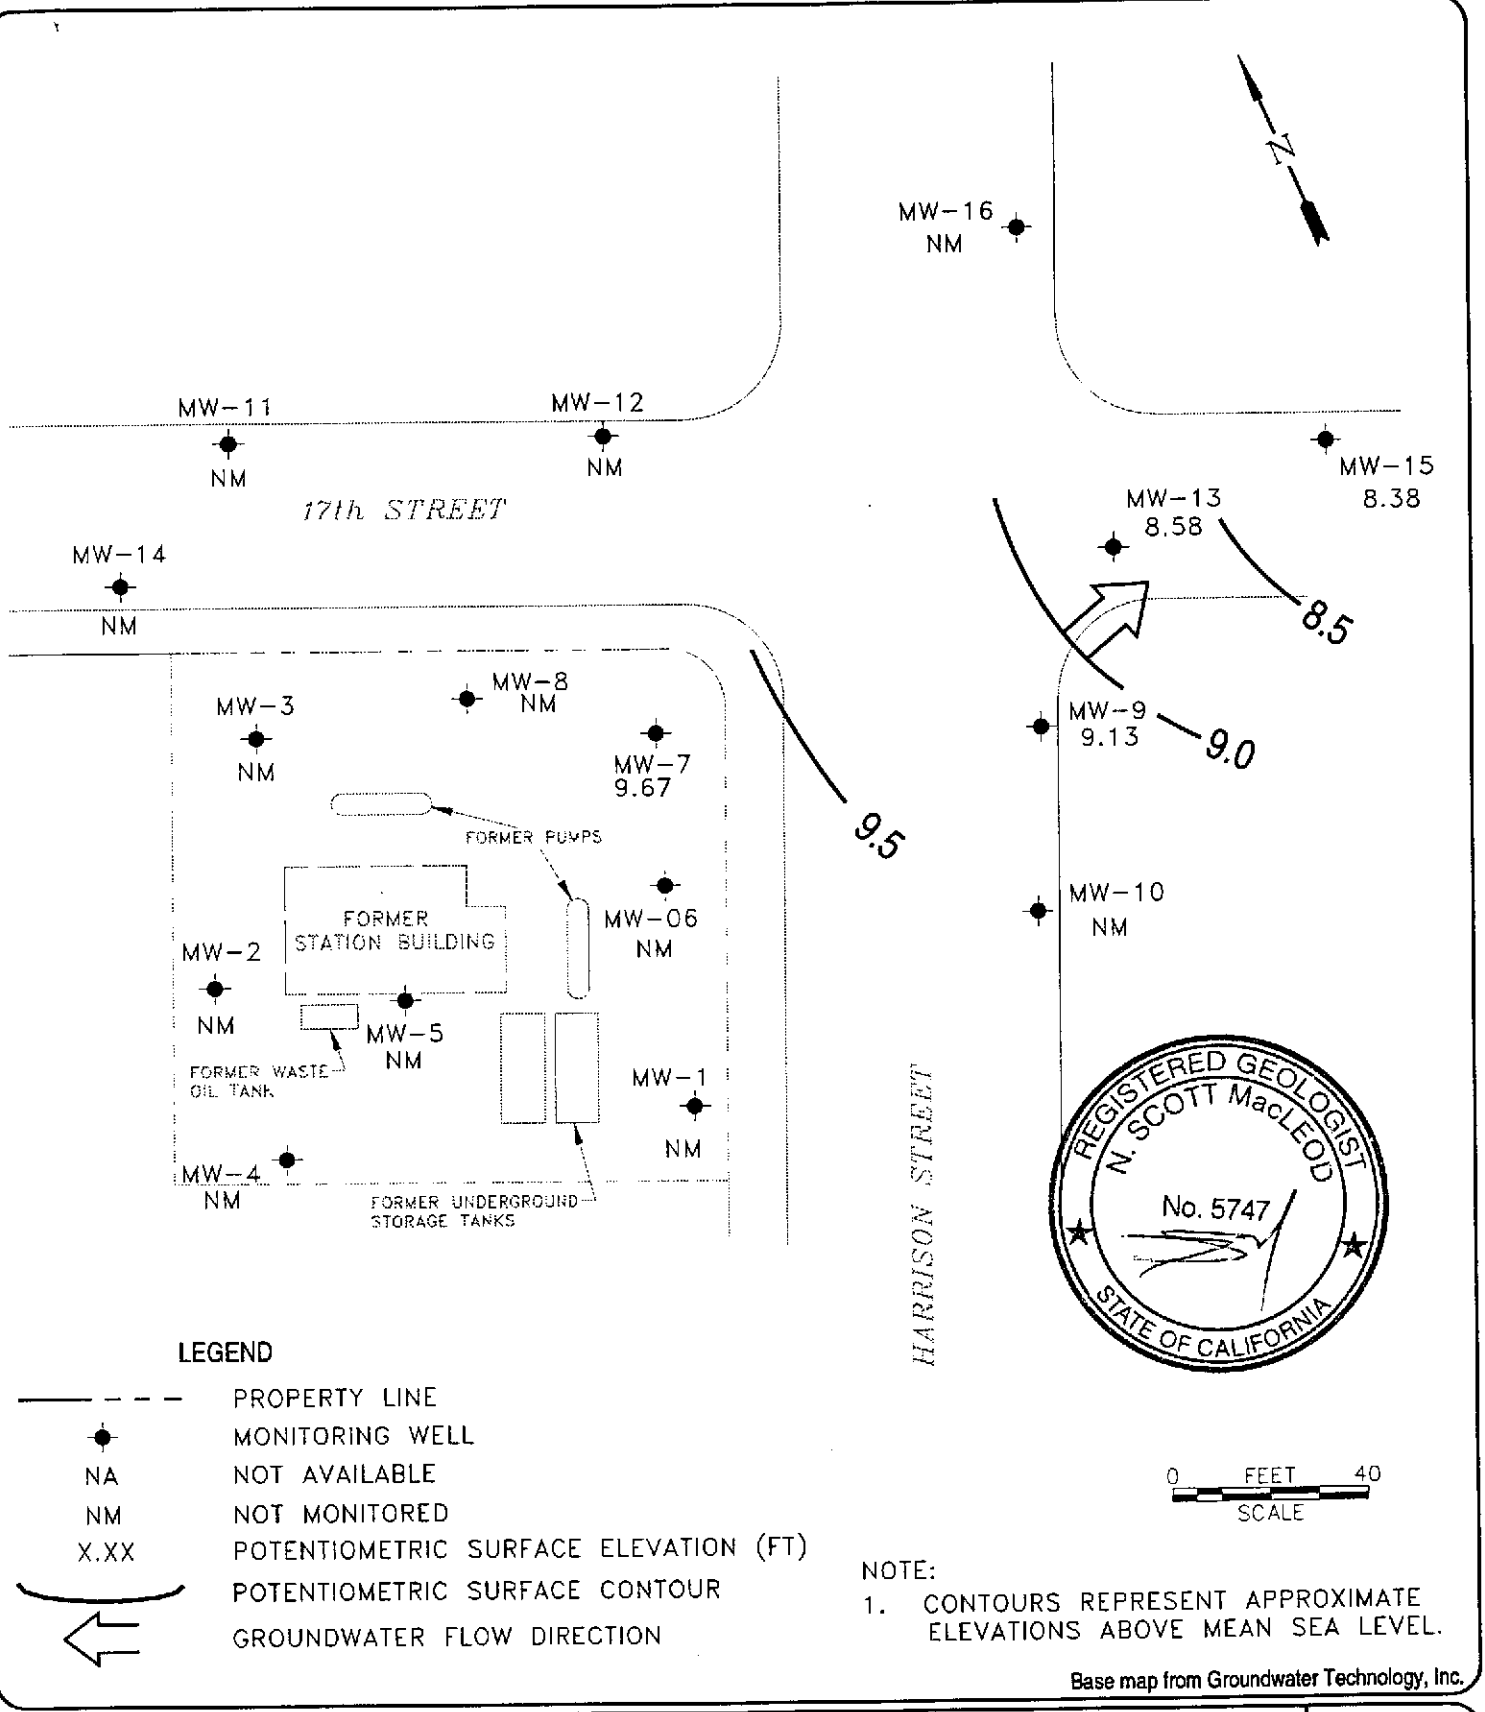 N
MW-16
NM
MW-11
NM
MW-12
NM
17th STREET
MW-15
8.38
MW-13
8.58
MW-14
NM
8.5
MW-8
NM
MW-3
NM
MW-7
9.67
MW-9
9.13
9.0
9.5
FORMER PUMPS
MW-06
NM
MW-10
NM
FORMER
STATION BUILDING
MW-2
NM
MW-5
NM
FORMER WASTE
OIL TANK
MW-1
NM
MW-4
NM
FORMER UNDERGROUND
STORAGE TANKS
HARRISON STREET
REGISTERED GEOLOGIST
N. SCOTT MacLEOD
No. 5747
STATE OF CALIFORNIA
LEGEND
PROPERTY LINE
MONITORING WELL
NA NOT AVAILABLE
NM NOT MONITORED
X.XX POTENTIOMETRIC SURFACE ELEVATION (FT)
POTENTIOMETRIC SURFACE CONTOUR
GROUNDWATER FLOW DIRECTION
0 FEET 40
SCALE
NOTE:
1. CONTOURS REPRESENT APPROXIMATE
ELEVATIONS ABOVE MEAN SEA LEVEL.
Base map from Groundwater Technology, Inc.